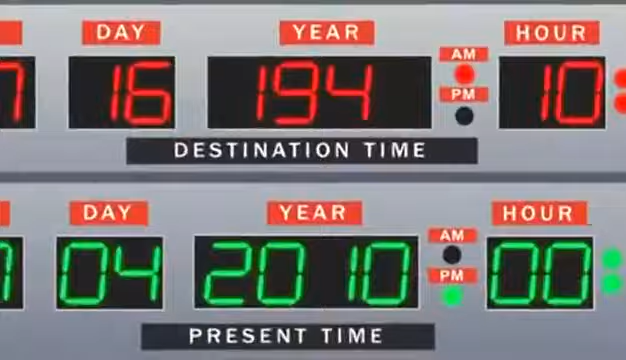 DAY YEAR AM HOUR
16 194 PM 10
DESTINATION TIME
DAY YEAR AM HOUR
04 2010 PM 00
PRESENT TIME